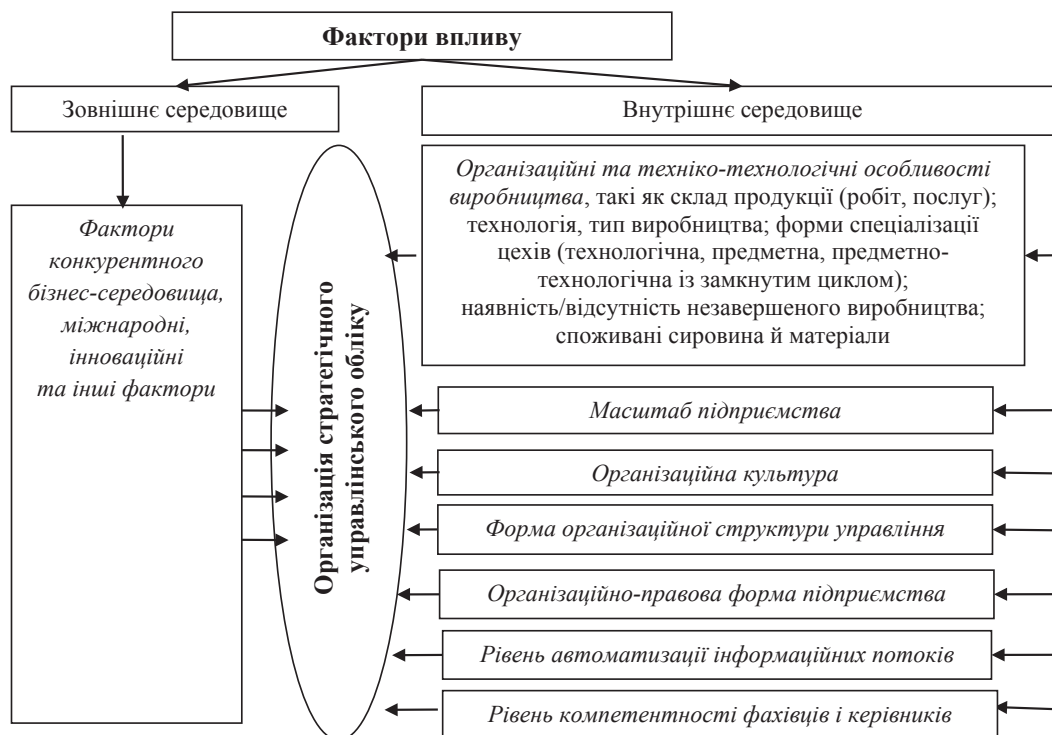 Фактори впливу
Зовнішнє середовище
Внутрішнє середовище
Фактори
конкурентного
бізнес-середовища,
міжнародні,
інноваційні
та інші фактори
Організація стратегічного
управлінського обліку
Організаційні та техніко-технологічні особливості
виробництва, такі як склад продукції (робіт, послуг);
технологія, тип виробництва; форми спеціалізації
цехів (технологічна, предметна, предметно-
технологічна із замкнутим циклом);
наявність/відсутність незавершеного виробництва;
споживані сировина й матеріали
Масштаб підприємства
Організаційна культура
Форма організаційної структури управління
Організаційно-правова форма підприємства
Рівень автоматизації інформаційних потоків
Рівень компетентності фахівців і керівників